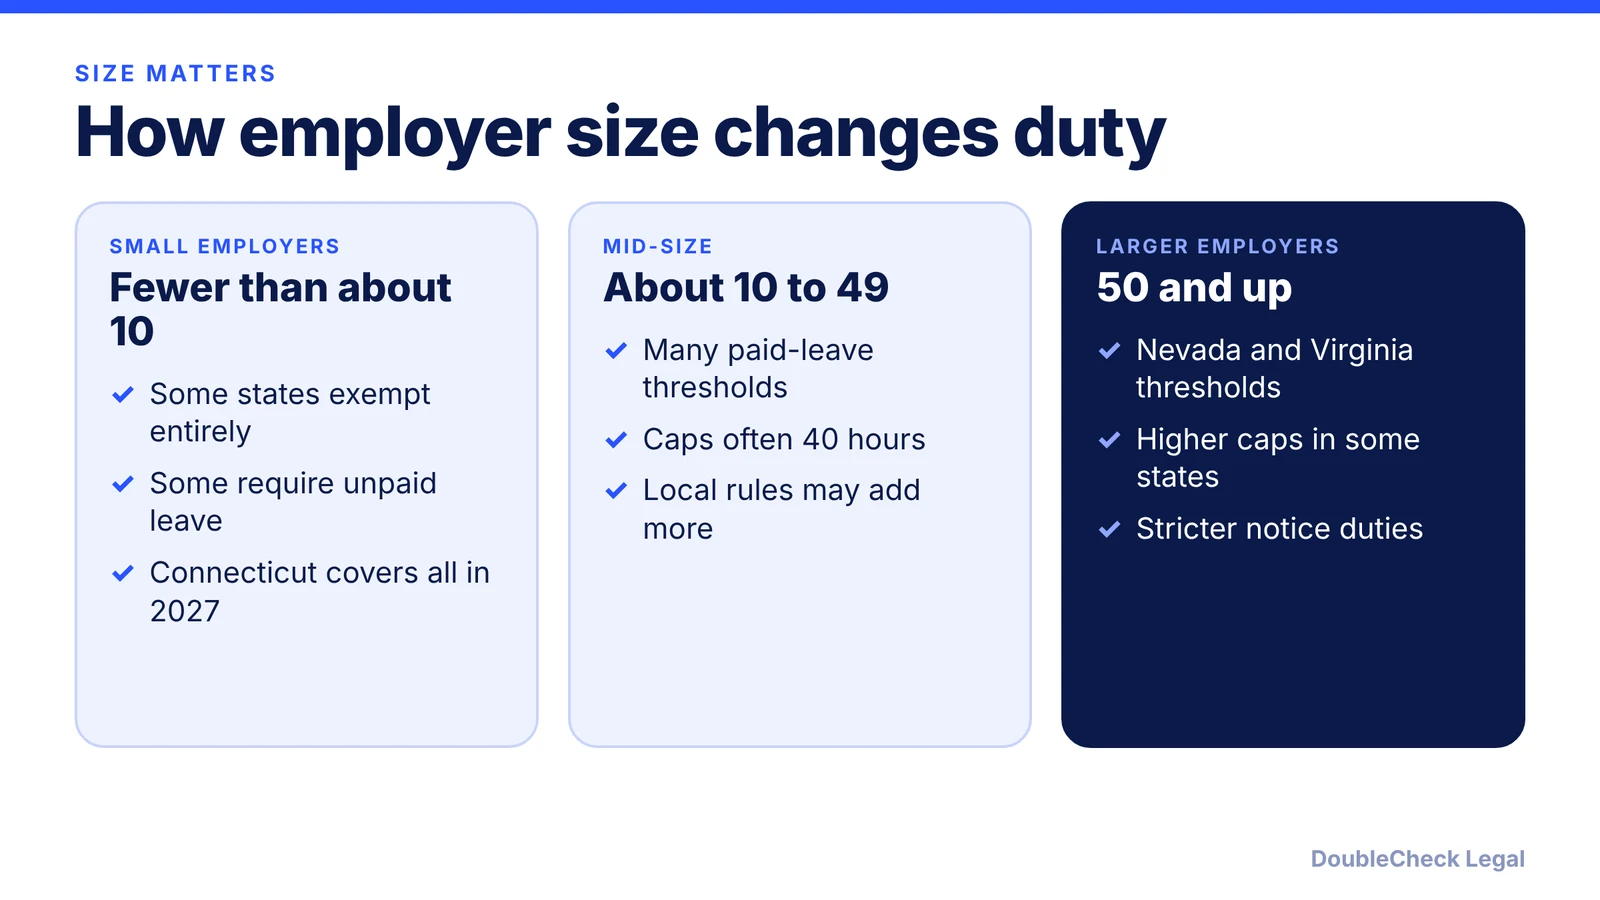 SIZE MATTERS
How employer size changes duty
SMALL EMPLOYERS
Fewer than about
10
Some states exempt
entirely
Some require unpaid
leave
Connecticut covers all in
2027
MID-SIZE
About 10 to 49
Many paid-leave
thresholds
Caps often 40 hours
Local rules may add
more
LARGER EMPLOYERS
50 and up
Nevada and Virginia
thresholds
Higher caps in some
states
Stricter notice duties
DoubleCheck Legal